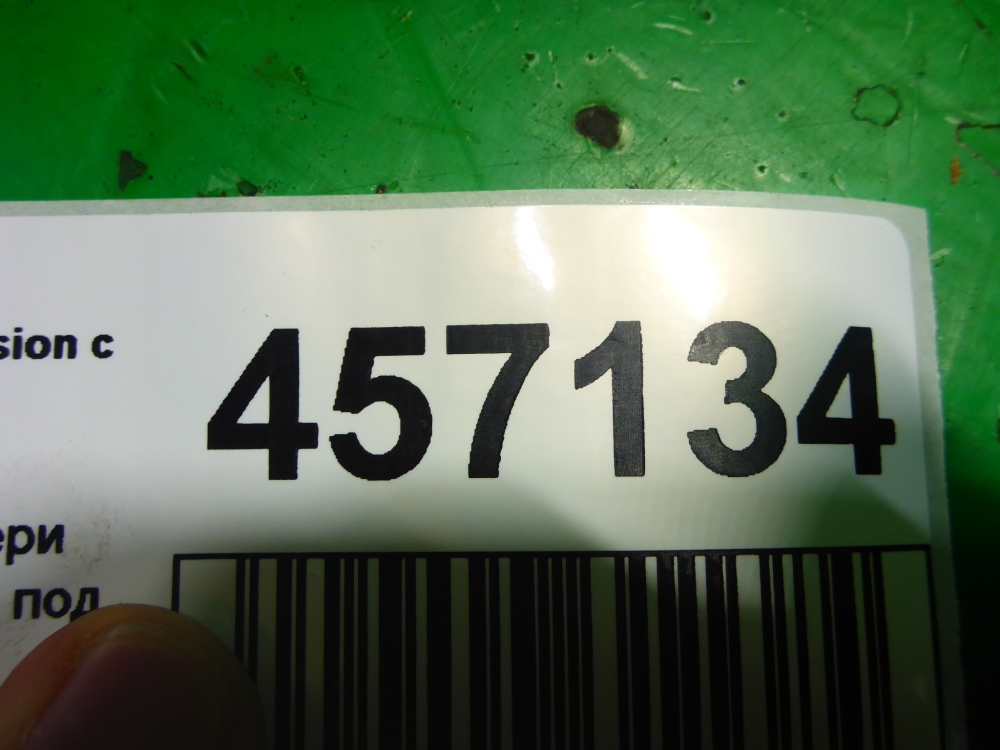 sion c 457134
ери
под